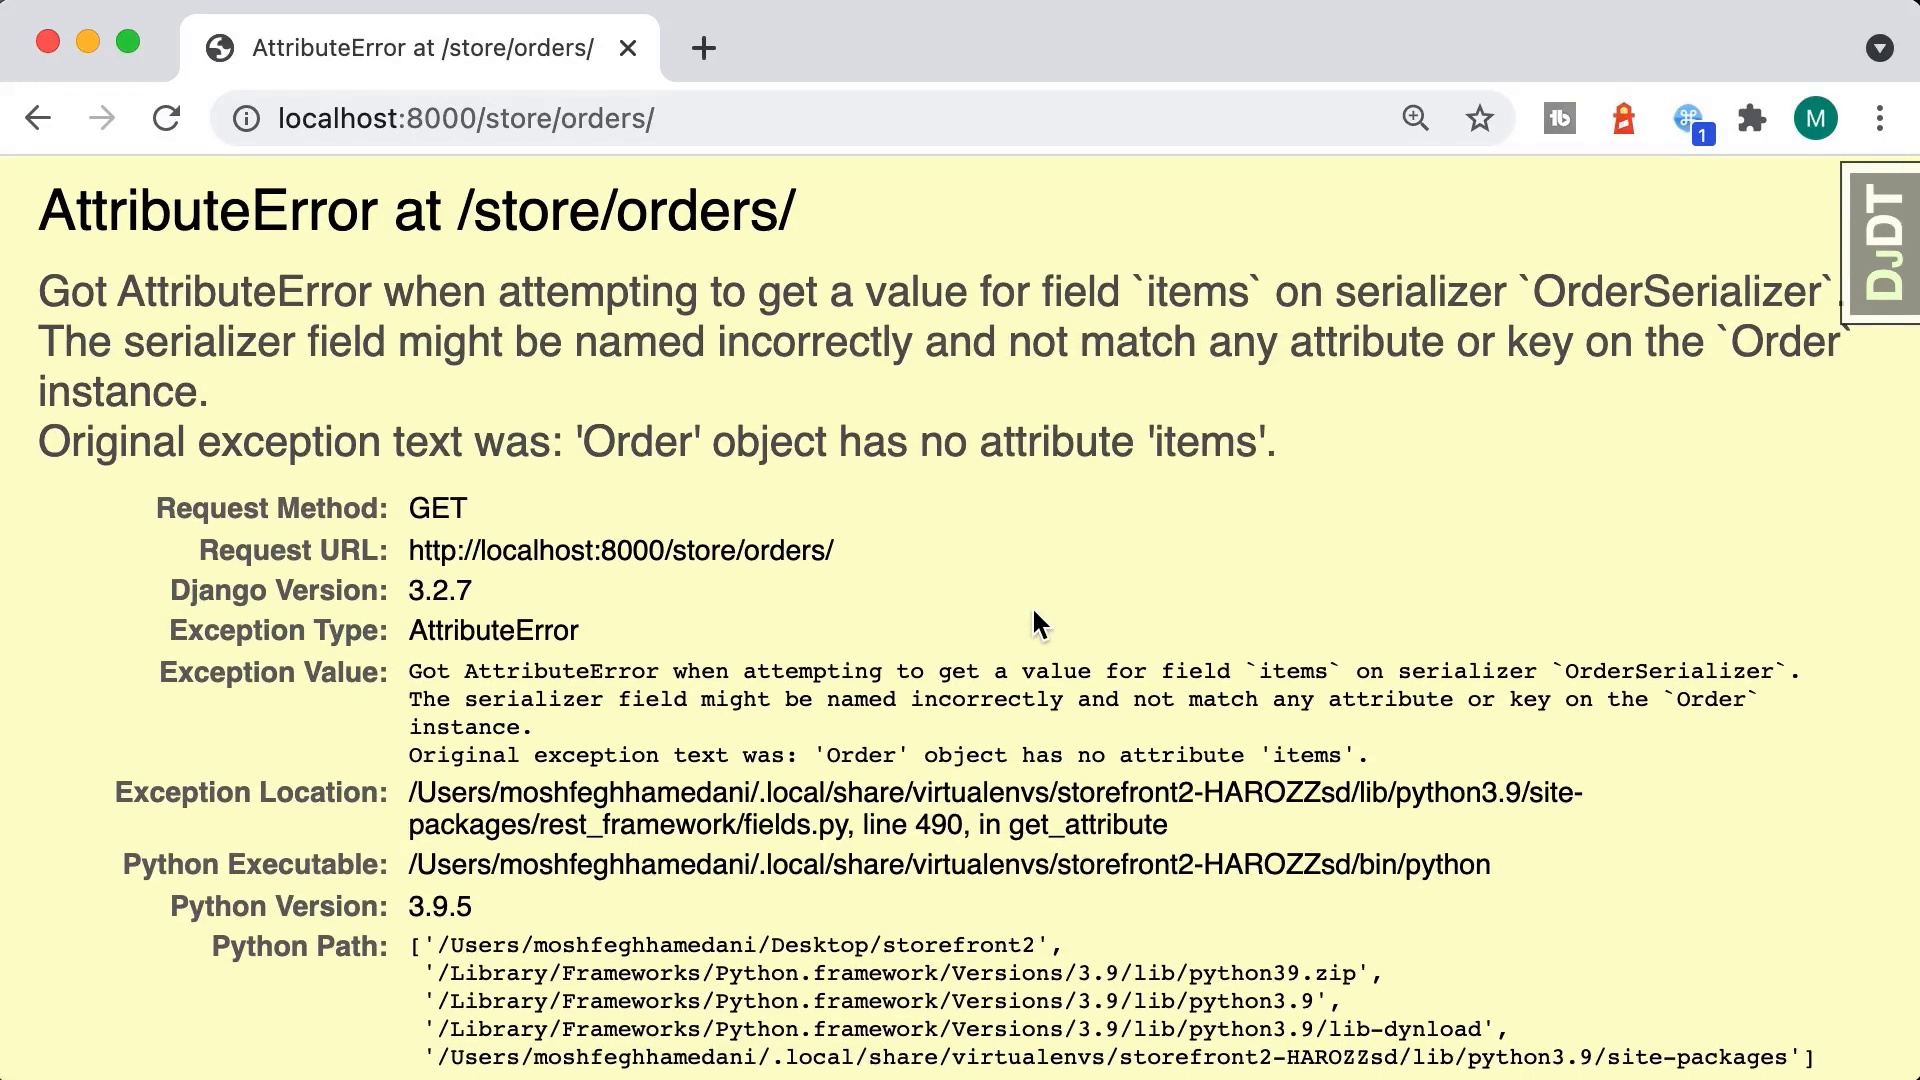 AttributeError at /store/orders/
localhost:8000/store/orders/
1
M
AttributeError at /store/orders/
DJDT
Got AttributeError when attempting to get a value for field `items` on serializer `OrderSerializer`.
The serializer field might be named incorrectly and not match any attribute or key on the `Order`
instance.
Original exception text was: 'Order' object has no attribute 'items'.
Request Method: GET
Request URL: http://localhost:8000/store/orders/
Django Version: 3.2.7
Exception Type: AttributeError
Exception Value: Got AttributeError when attempting to get a value for field `items` on serializer `OrderSerializer`.
The serializer field might be named incorrectly and not match any attribute or key on the `Order`
instance.
Original exception text was: 'Order' object has no attribute 'items'.
Exception Location: /Users/moshfeghhamedani/.local/share/virtualenvs/storefront2-HAROZZsd/lib/python3.9/site-
packages/rest_framework/fields.py, line 490, in get_attribute
Python Executable: /Users/moshfeghhamedani/.local/share/virtualenvs/storefront2-HAROZZsd/bin/python
Python Version: 3.9.5
Python Path: ['/Users/moshfeghhamedani/Desktop/storefront2',
'/Library/Frameworks/Python.framework/Versions/3.9/lib/python39.zip',
'/Library/Frameworks/Python.framework/Versions/3.9/lib/python3.9',
'/Library/Frameworks/Python.framework/Versions/3.9/lib/python3.9/lib-dynload',
'/Users/moshfeghhamedani/.local/share/virtualenvs/storefront2-HAROZZsd/lib/python3.9/site-packages']